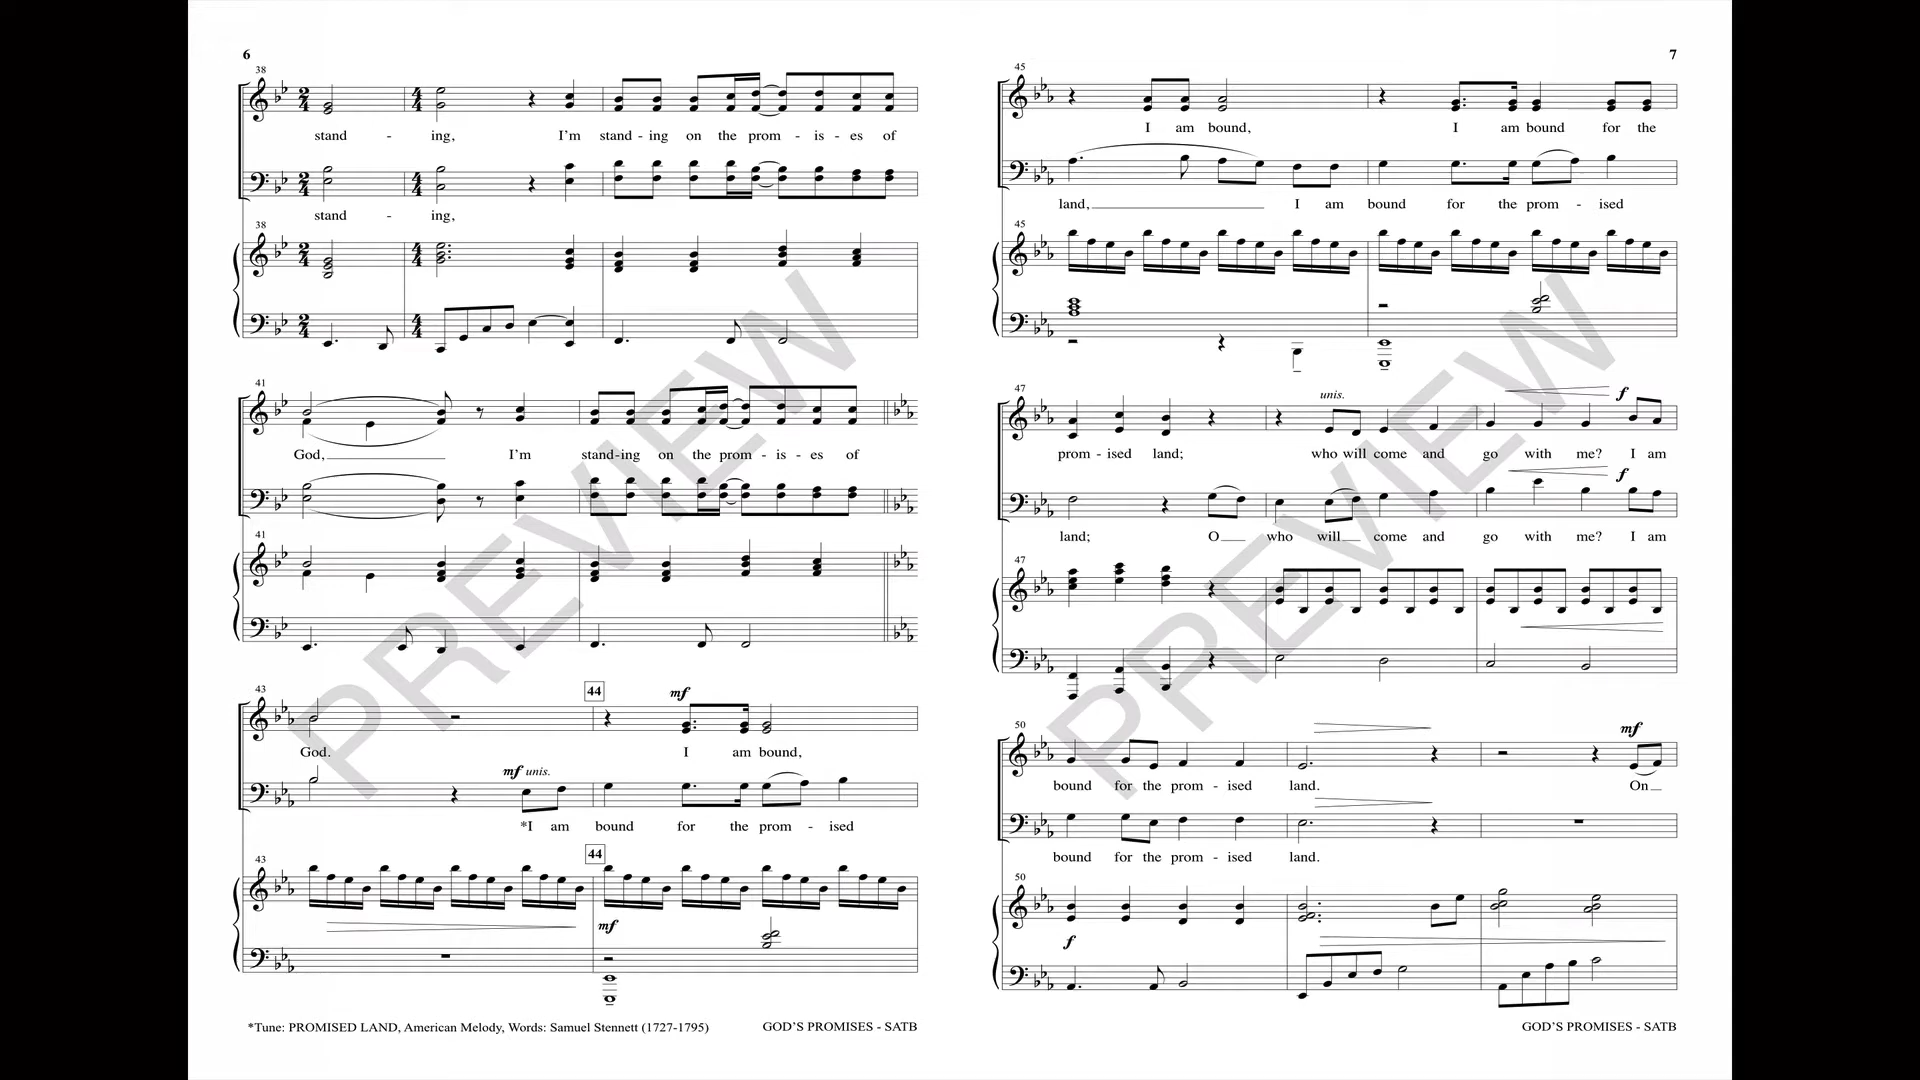 6
38
stand - ing, I'm stand - ing on the prom - is - es of
stand - ing,
38
41
God, I'm stand-ing on the prom - is - es of
41
43
44
mf
God. I am bound,
mf unis.
*I am bound for the prom - ised
43
44
mf
*Tune: PROMISED LAND, American Melody, Words: Samuel Stennett (1727-1795)
GOD'S PROMISES - SATB
7
45
I am bound, I am bound for the
land, I am bound for the prom - ised
45
47
unis.
f
prom - ised land; who will come and go with me? I am
f
land; O who will come and go with me? I am
47
50
mf
bound for the prom - ised land. On
bound for the prom - ised land.
50
f
GOD'S PROMISES - SATB
PREVIEW
PREVIEW